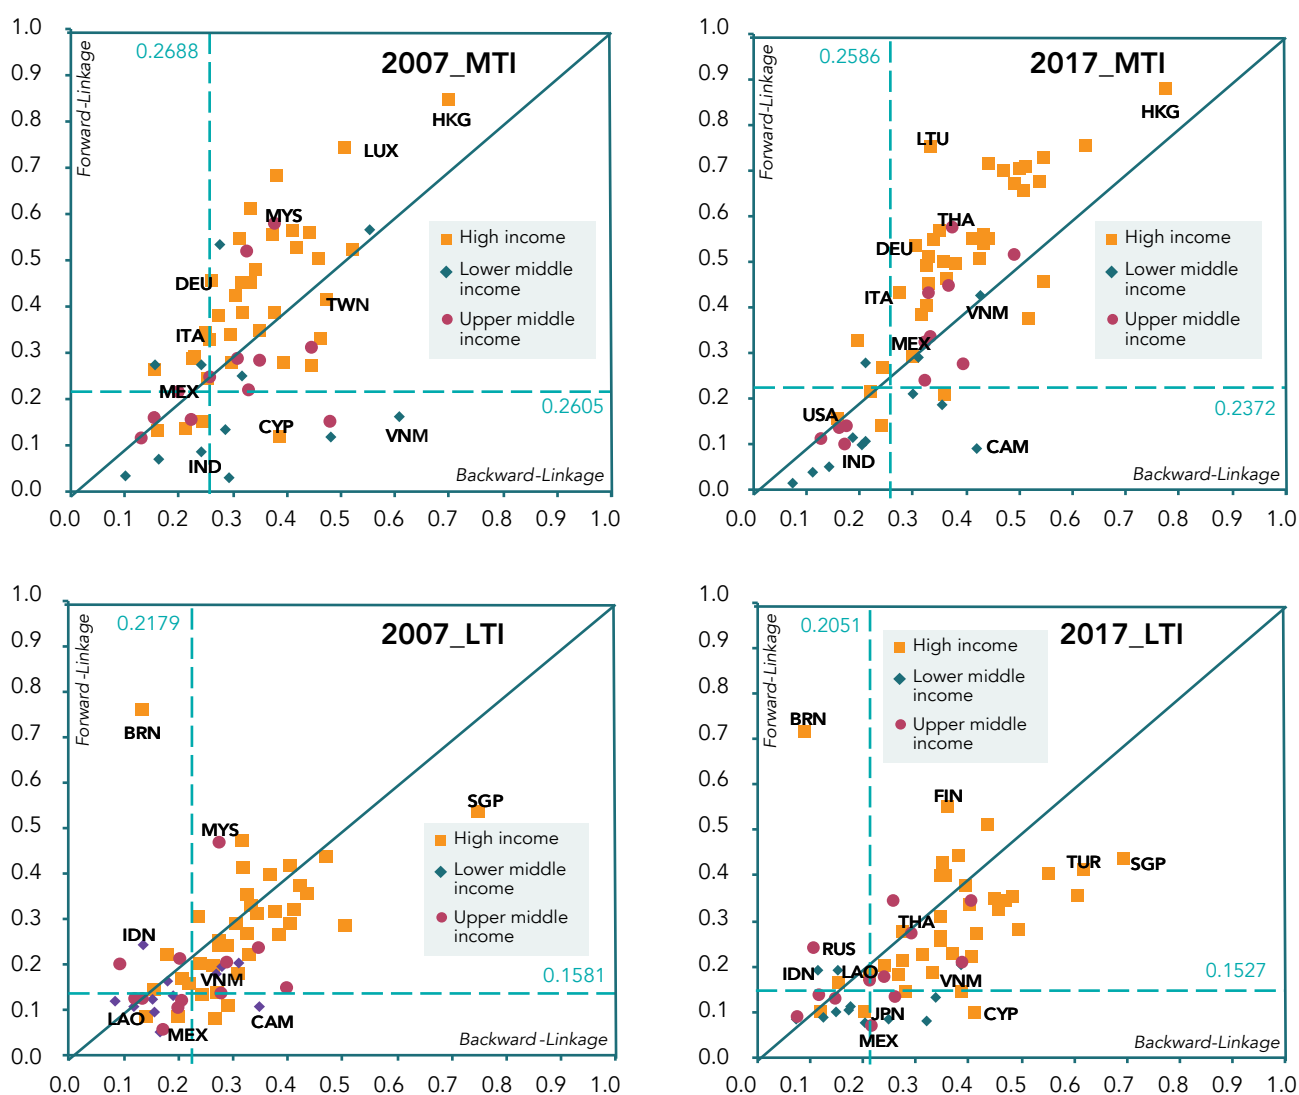 2007_MTI
Forward-Linkage
Backward-Linkage
0.2688
0.2605
1.0
0.9
0.8
0.7
0.6
0.5
0.4
0.3
0.2
0.1
0.0
HKG
LUX
MYS
DEU
TWN
ITA
MEX
CYP
VNM
IND
High income
Lower middle
income
Upper middle
income
0.0 0.1 0.2 0.3 0.4 0.5 0.6 0.7 0.8 0.9 1.0
2017_MTI
Forward-Linkage
Backward-Linkage
0.2586
0.2372
1.0
0.9
0.8
0.7
0.6
0.5
0.4
0.3
0.2
0.1
0.0
HKG
LTU
THA
DEU
ITA
VNM
MEX
USA
IND
CAM
High income
Lower middle
income
Upper middle
income
0.0 0.1 0.2 0.3 0.4 0.5 0.6 0.7 0.8 0.9 1.0
2007_LTI
Forward-Linkage
Backward-Linkage
0.2179
0.1581
1.0
0.9
0.8
0.7
0.6
0.5
0.4
0.3
0.2
0.1
0.0
BRN
SGP
MYS
IDN
VNM
LAO
MEX
CAM
High income
Lower middle
income
Upper middle
income
0.0 0.1 0.2 0.3 0.4 0.5 0.6 0.7 0.8 0.9 1.0
2017_LTI
Forward-Linkage
Backward-Linkage
0.2051
0.1527
1.0
0.9
0.8
0.7
0.6
0.5
0.4
0.3
0.2
0.1
0.0
High income
Lower middle
income
Upper middle
income
BRN
FIN
TUR
SGP
THA
RUS
IDN
LAO
VNM
JPN
CYP
MEX
0.0 0.1 0.2 0.3 0.4 0.5 0.6 0.7 0.8 0.9 1.0